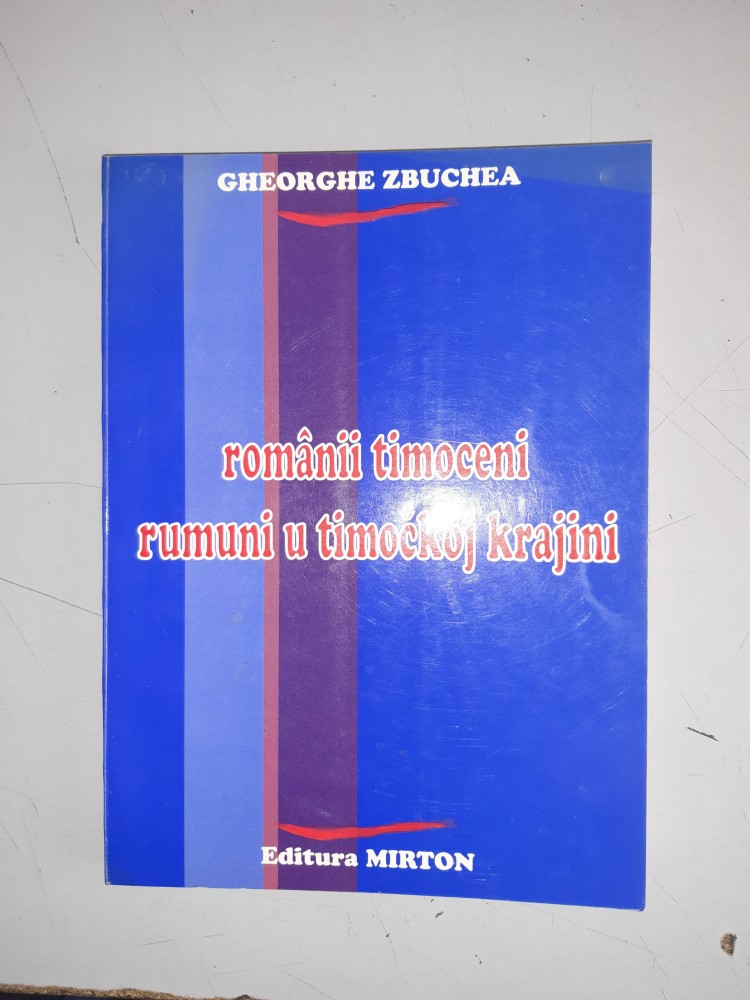 GHEORGHE ZBUCHEA
românii timoceni
rumuni u timočkoj krajini
Editura MIRTON